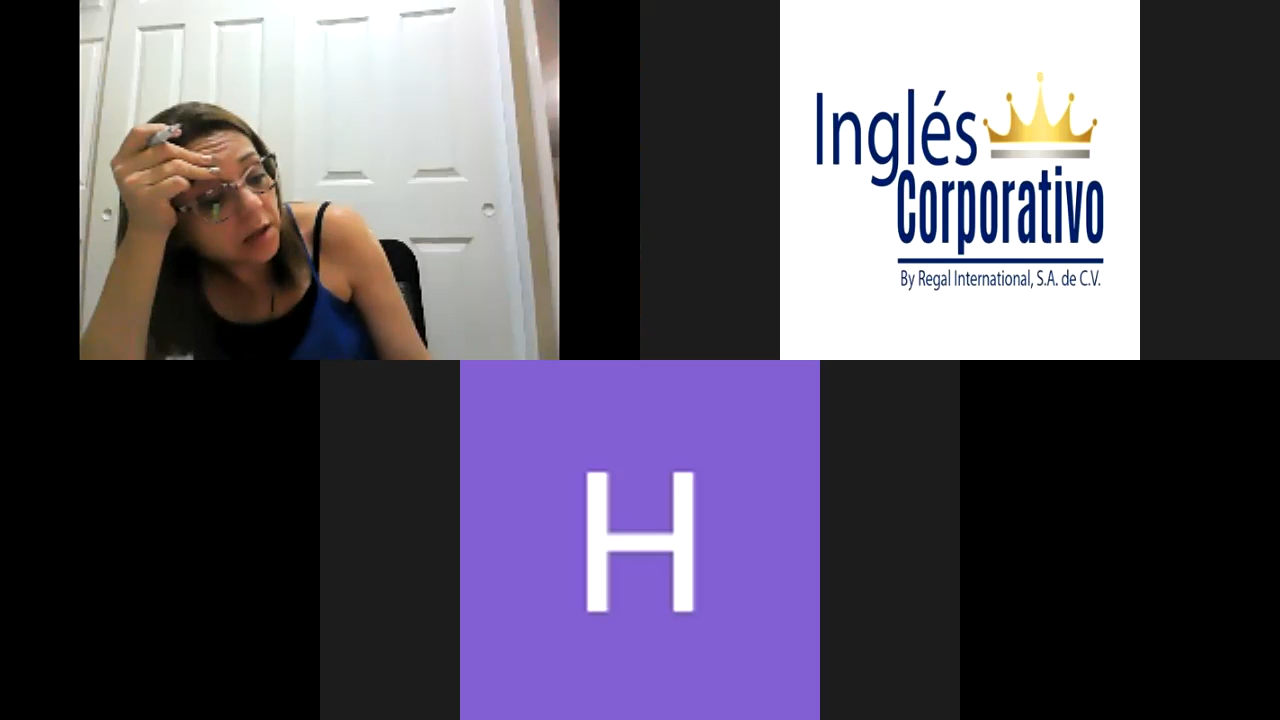 Inglés
Corporativo
By Regal International, S.A. de C.V.
H